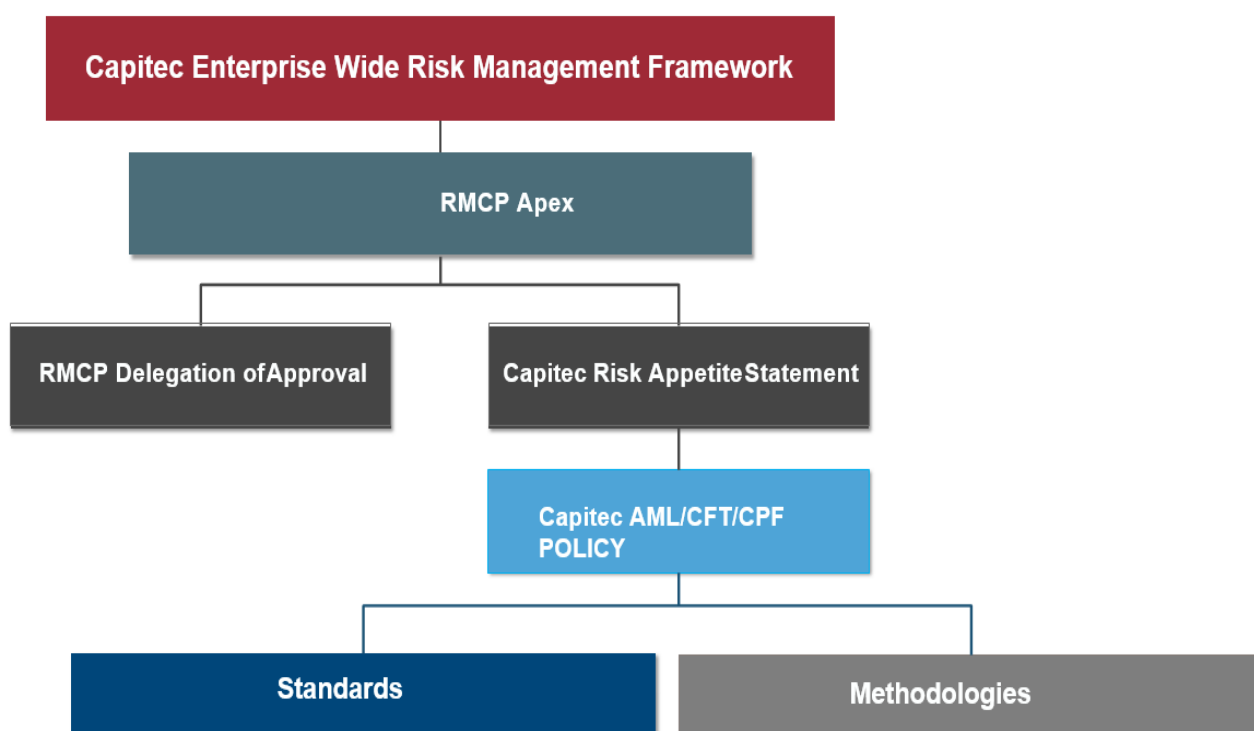 Capitec Enterprise Wide Risk Management Framework
RMCP Apex
RMCP Delegation ofApproval
Capitec Risk AppetiteStatement
Capitec AML/CFT/CPF
POLICY
Standards
Methodologies